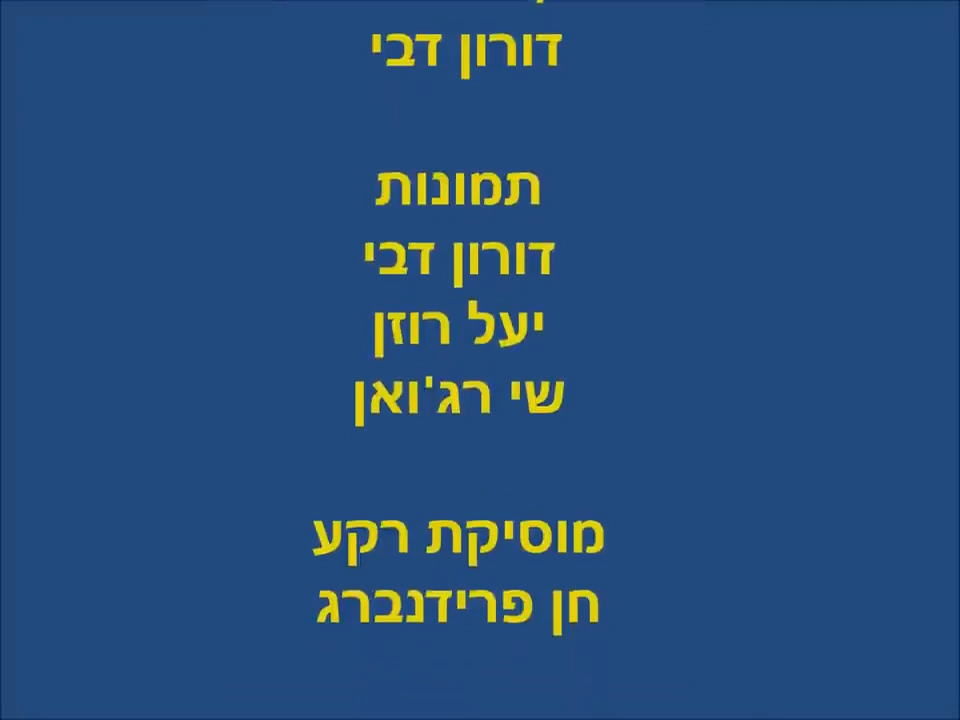 דורון דבי
תמונות
דורון דבי
יעל רוזן
שי רג'ואן
מוסיקת רקע
חן פרידנברג